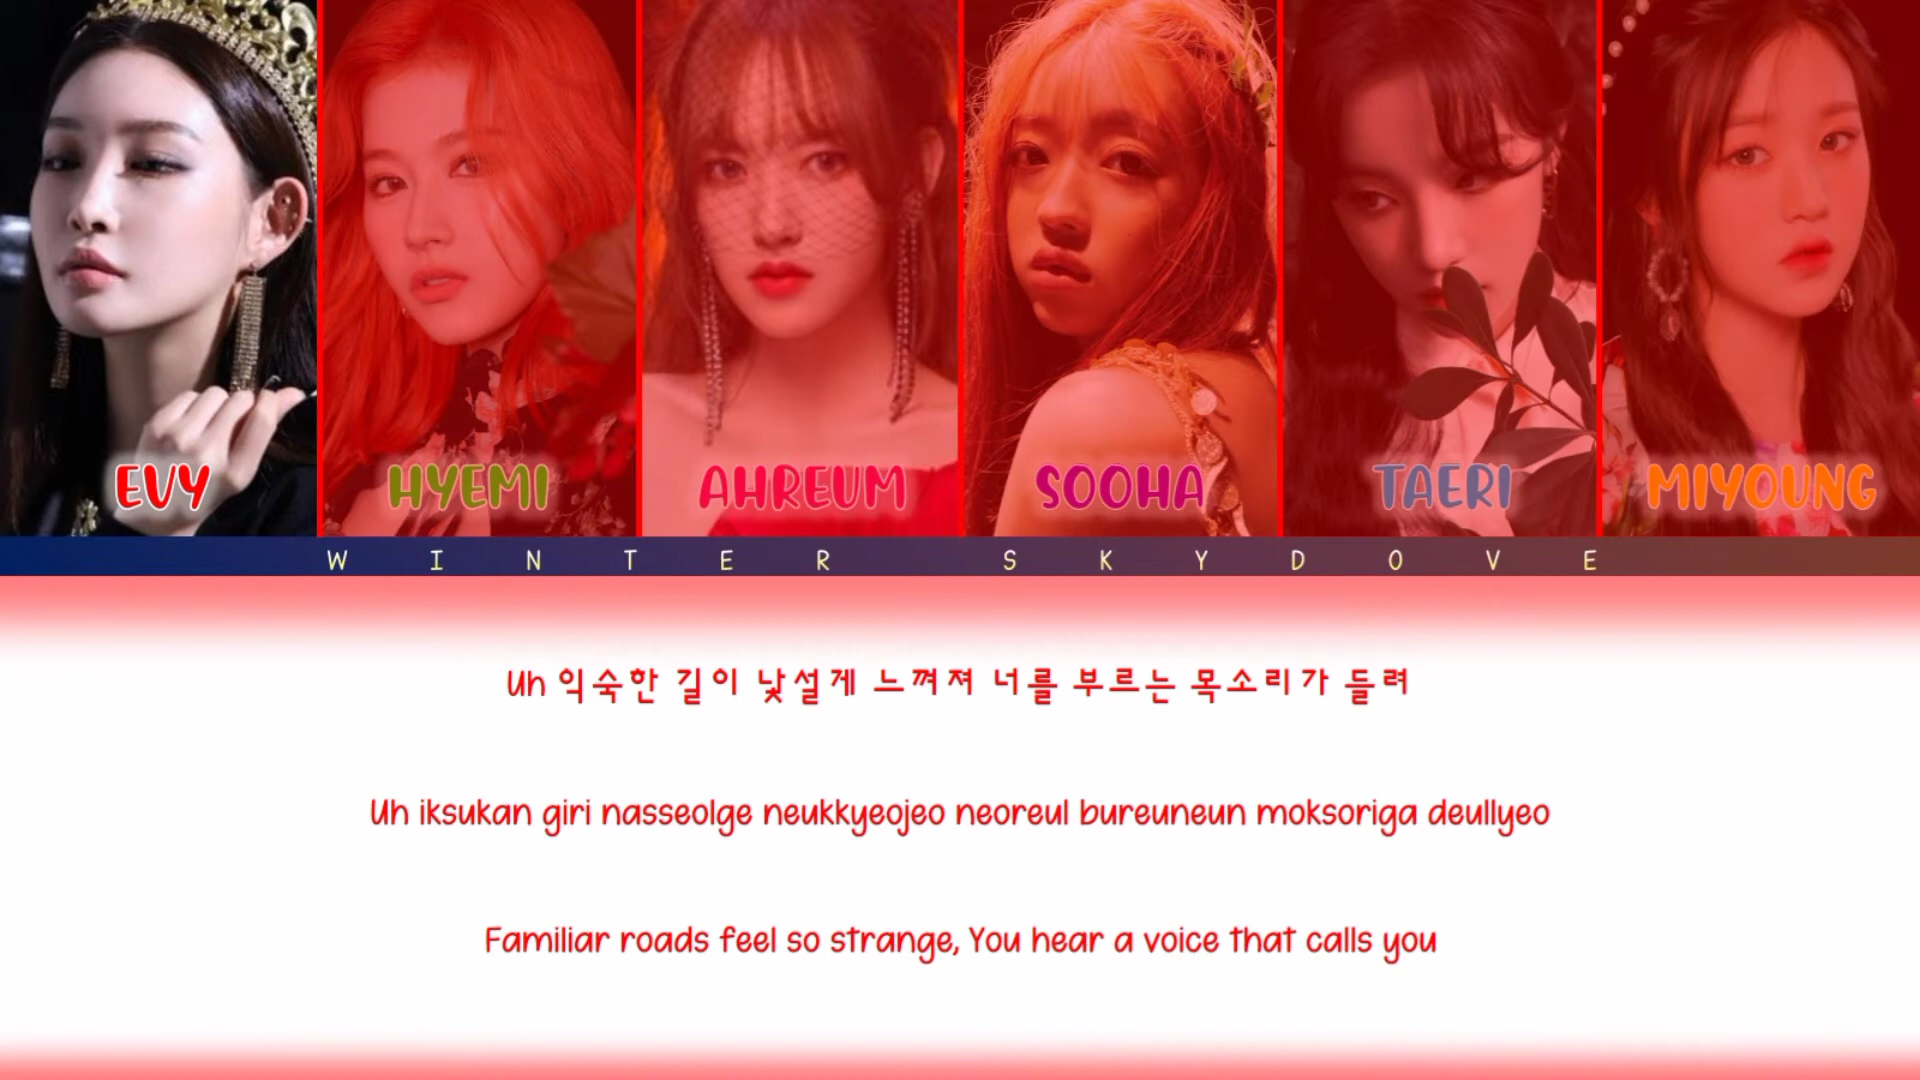 EVY HYEMI AHREUM SOOHA TAERI MIYOUNG
WINTER SKYDOVE
Uh 익숙한 길이 낯설게 느껴져 너를 부르는 목소리가 들려
Uh iksukan giri nasseolge neukkyeojeo neoreul bureuneun moksoriga deullyeo
Familiar roads feel so strange, You hear a voice that calls you